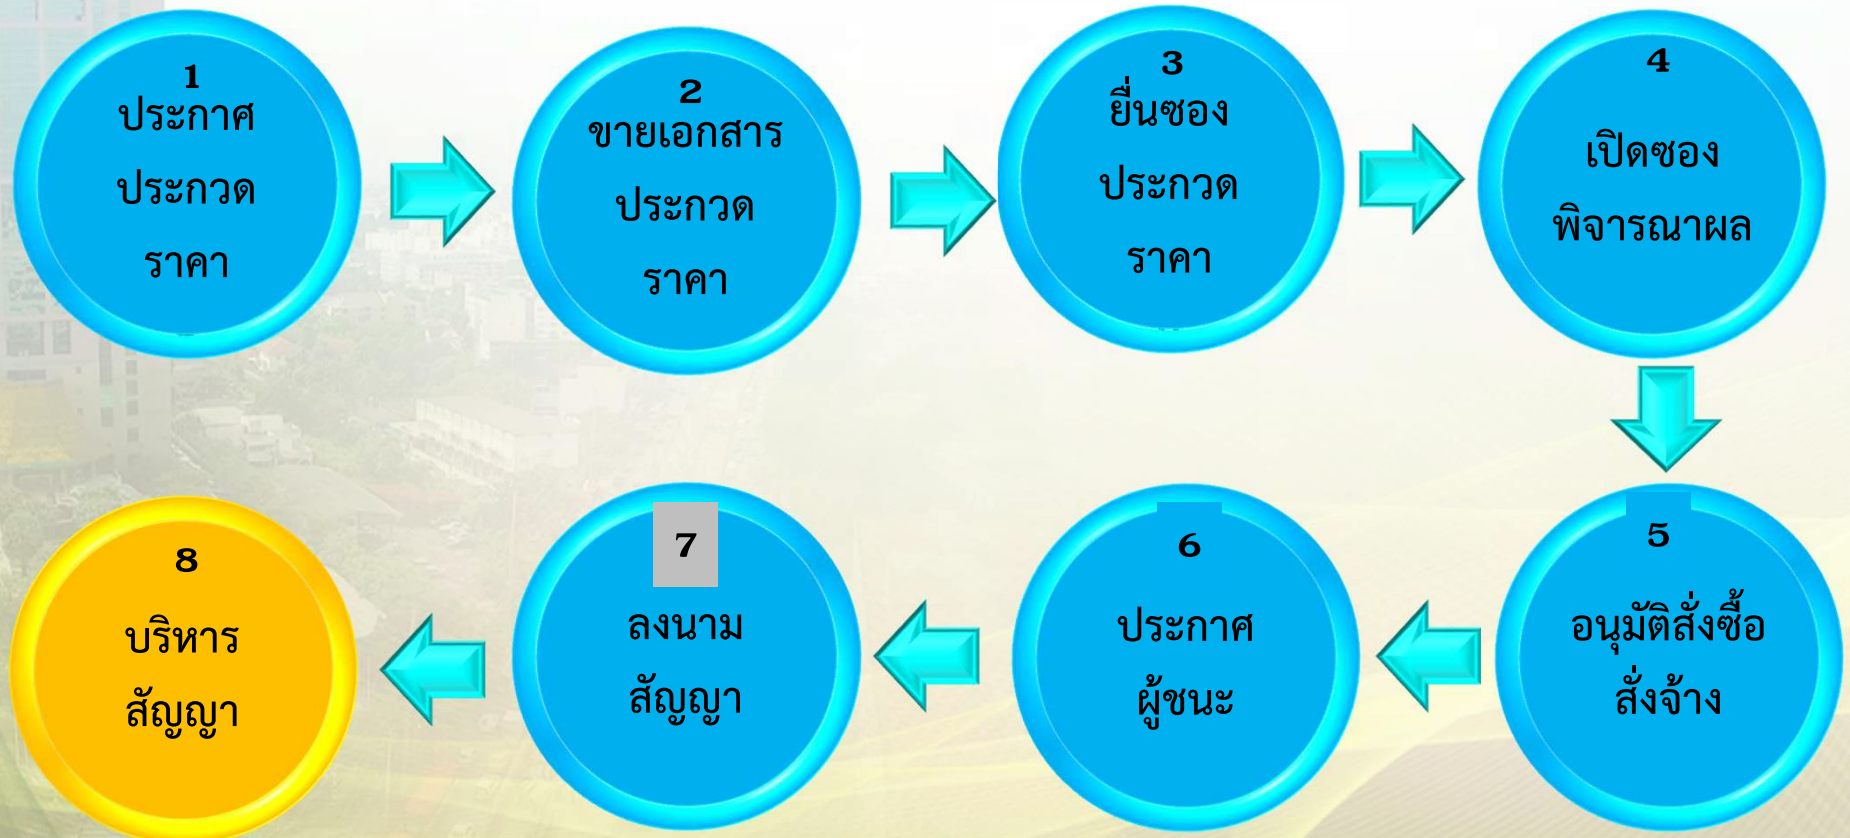 1
ประกาศ
ประกวด
ราคา
2
ขายเอกสาร
ประกวด
ราคา
3
ยื่นซอง
ประกวด
ราคา
4
เปิดซอง
พิจารณาผล
5
อนุมัติสั่งซื้อ
สั่งจ้าง
6
ประกาศ
ผู้ชนะ
7
ลงนาม
สัญญา
8
บริหาร
สัญญา